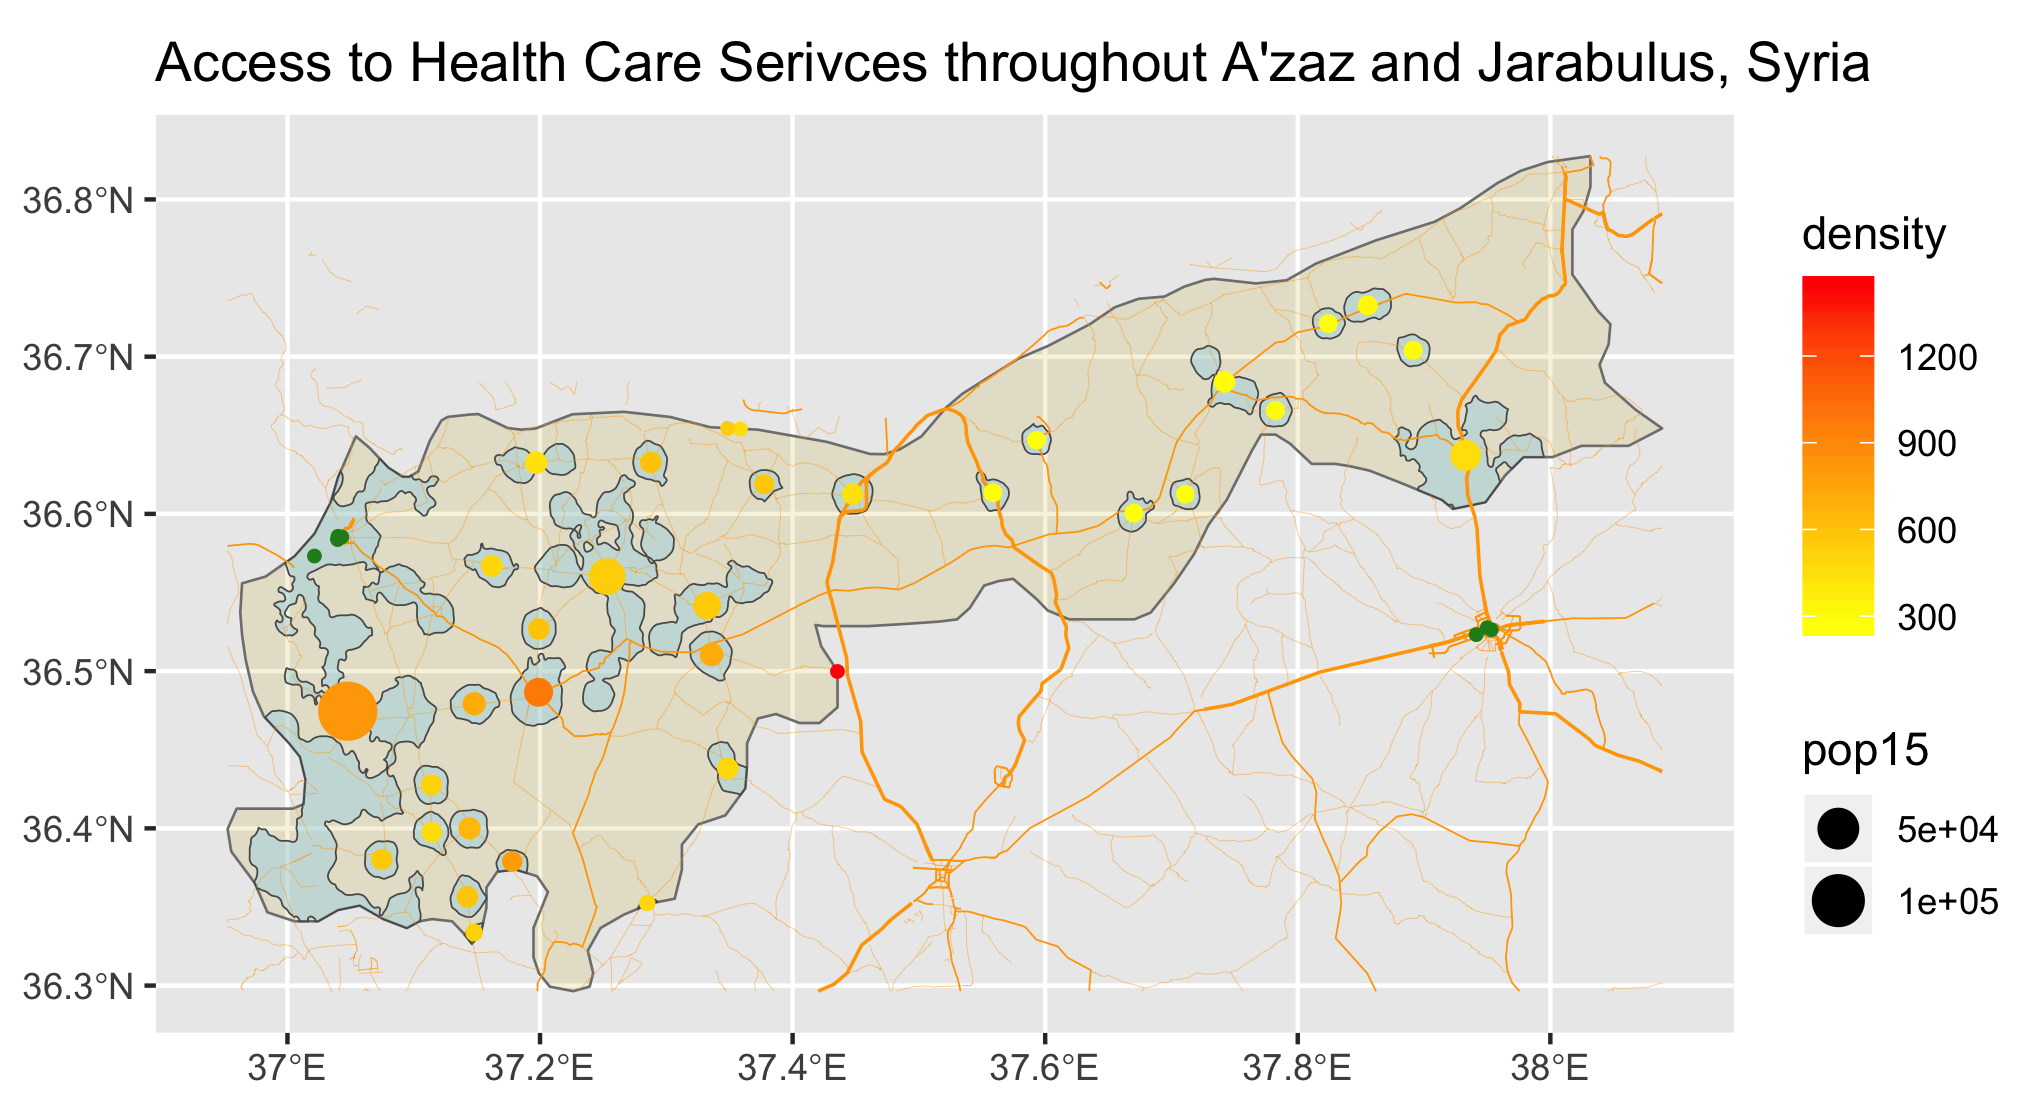 Access to Health Care Serivces throughout A'zaz and Jarabulus, Syria
36.8°N
36.7°N
36.6°N
36.5°N
36.4°N
36.3°N
37°E
37.2°E
37.4°E
37.6°E
37.8°E
38°E
density
1200
900
600
300
pop15
5e+04
1e+05